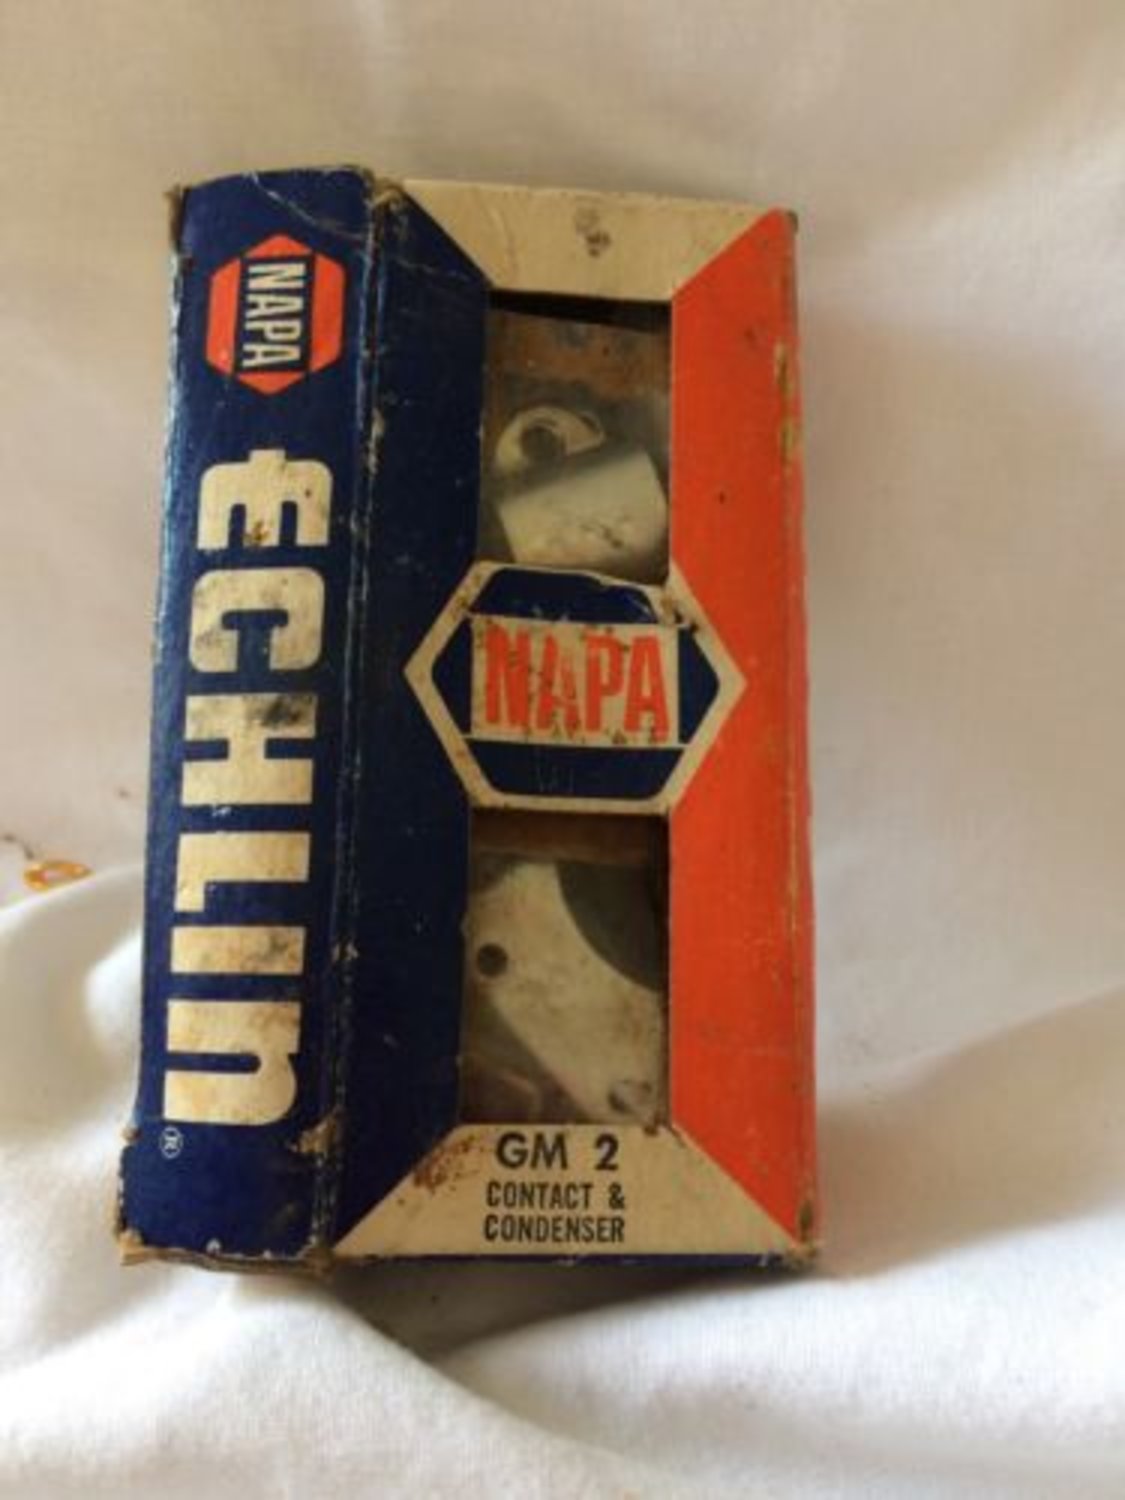 NAPA
ECHLIN®
NAPA
GM 2
CONTACT &
CONDENSER